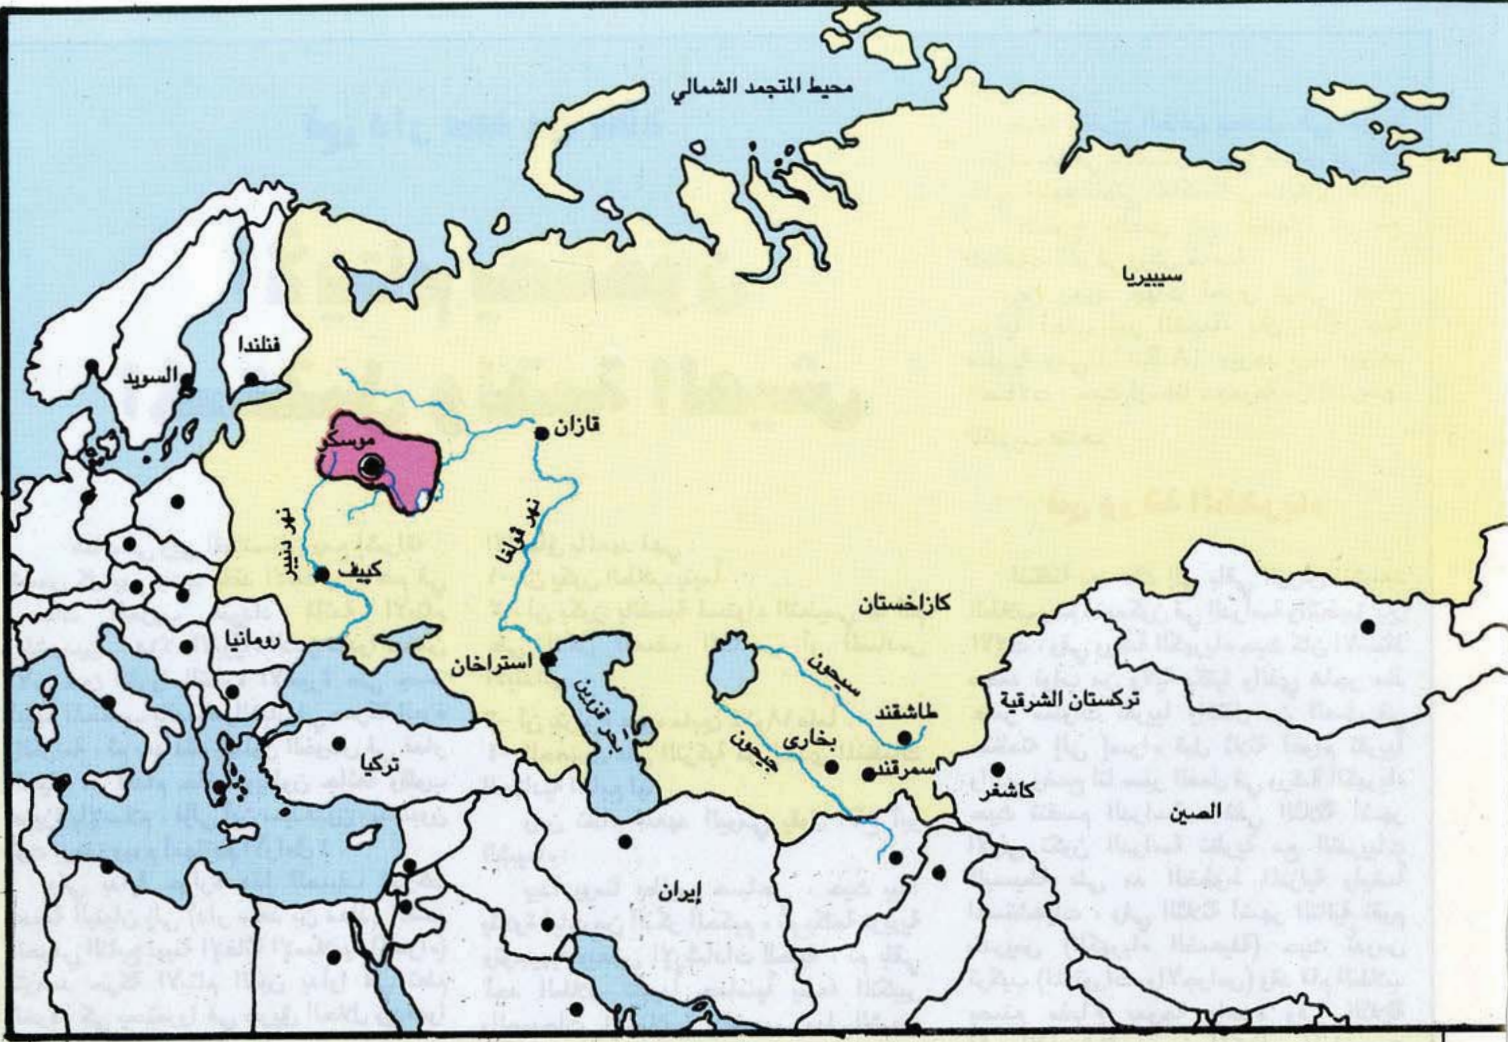 محيط المتجمد الشمالي
سيبيريا
فنلندا
السويد
موسكو
قازان
نهر دنيبر
نهر ڤولغا
كييف
كازاخستان
رومانيا
استراخان
سيحون
تركستان الشرقية
بحر قزوين
طاشقند
جيحون
بخارى
سمرقند
تركيا
كاشغر
الصين
إيران